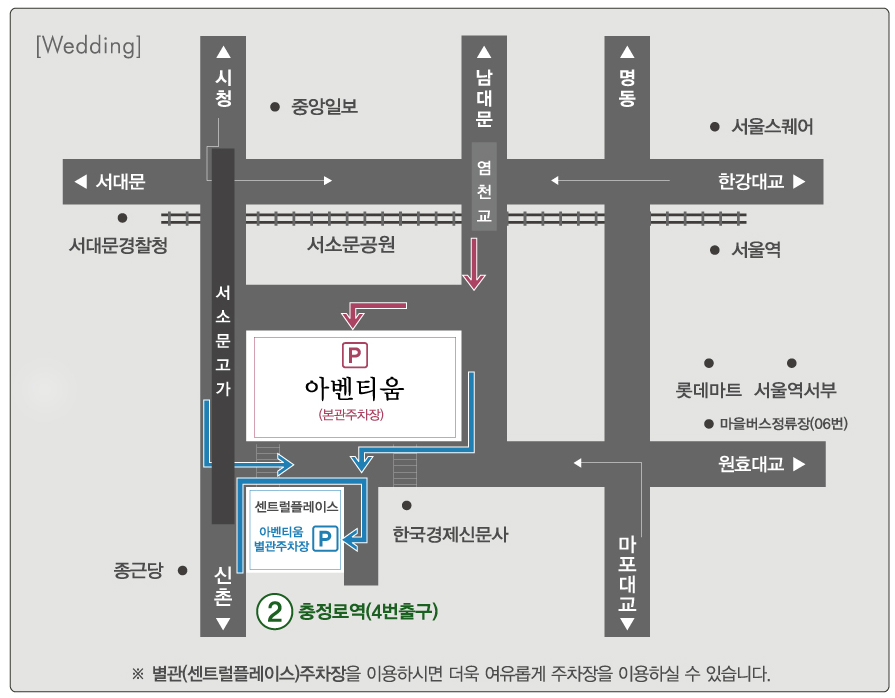 [Wedding]
시청
남대문
명동
중앙일보
서울스퀘어
염천교
서대문
한강대교
서대문경찰청
서소문공원
서울역
서소문고가
P
아벤티움
(본관주차장)
롯데마트
서울역서부
마을버스정류장(06번)
원호대교
센트럴플레이스
아벤티움
별관주차장
P
한국경제신문사
마포대교
종근당
신촌
2 충정로역(4번출구)
※ 별관(센트럴플레이스)주차장을 이용하시면 더욱 여유롭게 주차장을 이용하실 수 있습니다.